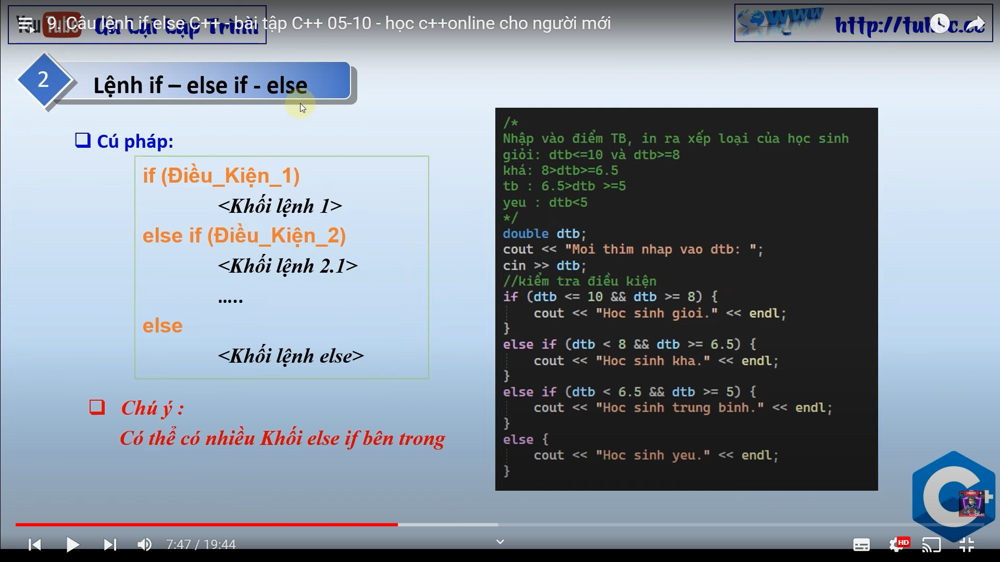 9. Câu lệnh if else C++ - bài tập C++ 05-10 - học c++online cho người mới
YouTube
WWW
2
Lệnh if – else if - else
Cú pháp:
if (Điều_Kiện_1)
<Khối lệnh 1>
else if (Điều_Kiện_2)
<Khối lệnh 2.1>
.....
else
<Khối lệnh else>
Chú ý :
Có thể có nhiều Khối else if bên trong
/*
Nhập vào điểm TB, in ra xếp loại của học sinh
giỏi: dtb<=10 và dtb>=8
khá: 8>dtb>=6.5
tb : 6.5>dtb >=5
yeu : dtb<5
*/
double dtb;
cout << "Moi thim nhap vao dtb: ";
cin >> dtb;
//kiểm tra điều kiện
if (dtb <= 10 && dtb >= 8) {
cout << "Hoc sinh gioi." << endl;
}
else if (dtb < 8 && dtb >= 6.5) {
cout << "Hoc sinh kha." << endl;
}
else if (dtb < 6.5 && dtb >= 5) {
cout << "Hoc sinh trung binh." << endl;
}
else {
cout << "Hoc sinh yeu." << endl;
}
7:47 / 19:44
HD